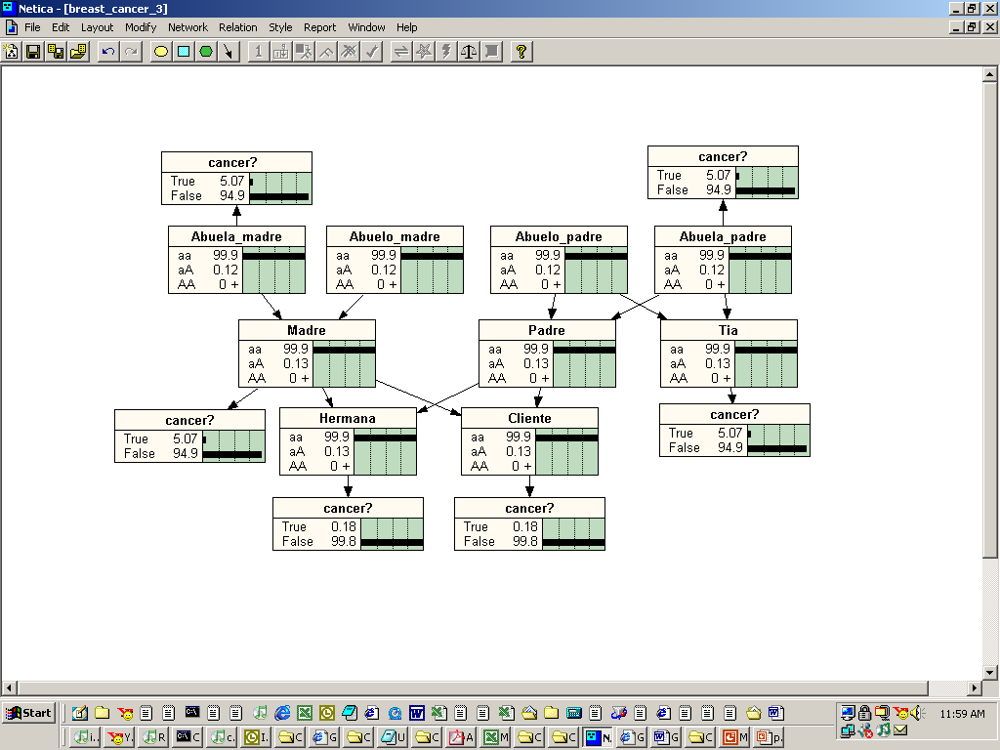 Netica - [breast_cancer_3]
File Edit Layout Modify Network Relation Style Report Window Help
1 ?
cancer?
True 5.07
False 94.9
cancer?
True 5.07
False 94.9
Abuela_madre
aa 99.9
aA 0.12
AA 0 +
Abuelo_madre
aa 99.9
aA 0.12
AA 0 +
Abuelo_padre
aa 99.9
aA 0.12
AA 0 +
Abuela_padre
aa 99.9
aA 0.12
AA 0 +
Madre
aa 99.9
aA 0.13
AA 0 +
Padre
aa 99.9
aA 0.13
AA 0 +
Tia
aa 99.9
aA 0.13
AA 0 +
cancer?
True 5.07
False 94.9
Hermana
aa 99.9
aA 0.13
AA 0 +
Cliente
aa 99.9
aA 0.13
AA 0 +
cancer?
True 5.07
False 94.9
cancer?
True 0.18
False 99.8
cancer?
True 0.18
False 99.8
Start 11:59 AM
i.. Y. R C c. I. C G C U C A M C C N. G G C M p.